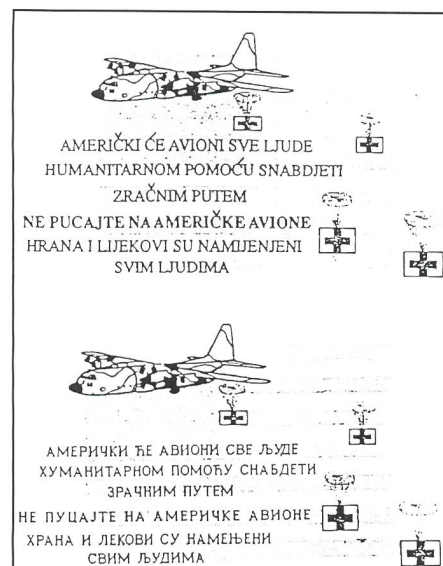 AMERIČKI ĆE AVIONI SVE LJUDE
HUMANITARNOM POMOĆU SNABDJETI
ZRAČNIM PUTEM
NE PUCAJTE NA AMERIČKE AVIONE
HRANA I LIJEKOVI SU NAMIJENJENI
SVIM LJUDIMA
АМЕРИЧКИ ЋЕ АВИОНИ СВЕ ЉУДЕ
ХУМАНИТАРНОМ ПОМОЋУ СНАБДЕТИ
ЗРАЧНИМ ПУТЕМ
НЕ ПУЦАЈТЕ НА АМЕРИЧКЕ АВИОНЕ
ХРАНА И ЛЕКОВИ СУ НАМЕЊЕНИ
СВИМ ЉУДИМА